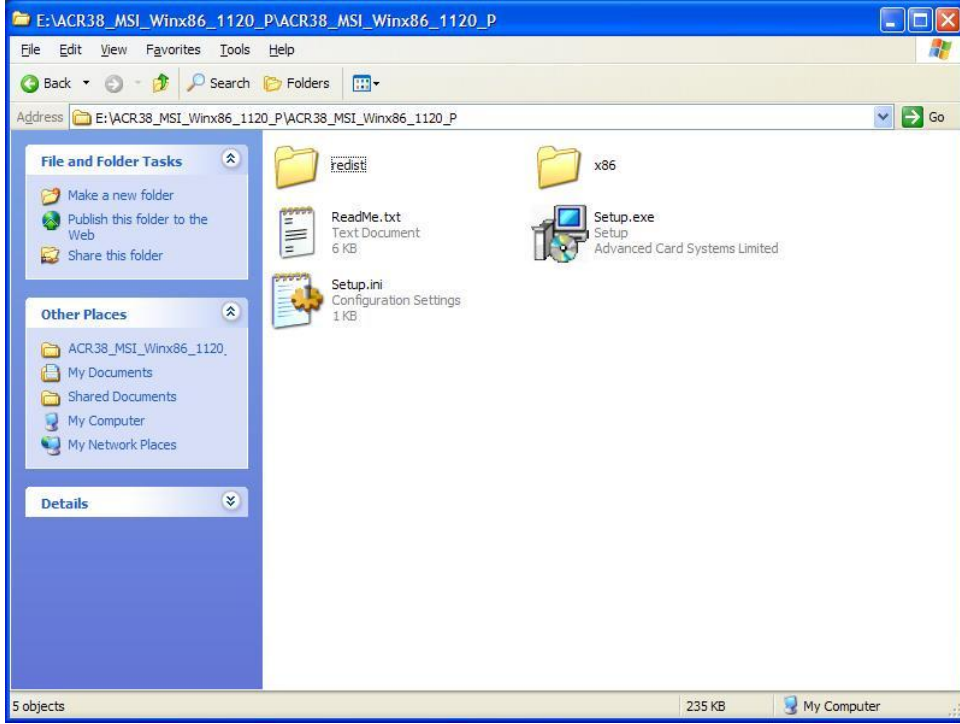 E:\ACR38_MSI_Winx86_1120_P\ACR38_MSI_Winx86_1120_P
File Edit View Favorites Tools Help
Back Search Folders
Address E:\ACR38_MSI_Winx86_1120_P\ACR38_MSI_Winx86_1120_P Go
File and Folder Tasks
Make a new folder
Publish this folder to the
Web
Share this folder
Other Places
ACR38_MSI_Winx86_1120_
My Documents
Shared Documents
My Computer
My Network Places
Details
redist
x86
ReadMe.txt
Text Document
6 KB
Setup.exe
Setup
Advanced Card Systems Limited
Setup.ini
Configuration Settings
1 KB
5 objects 235 KB My Computer